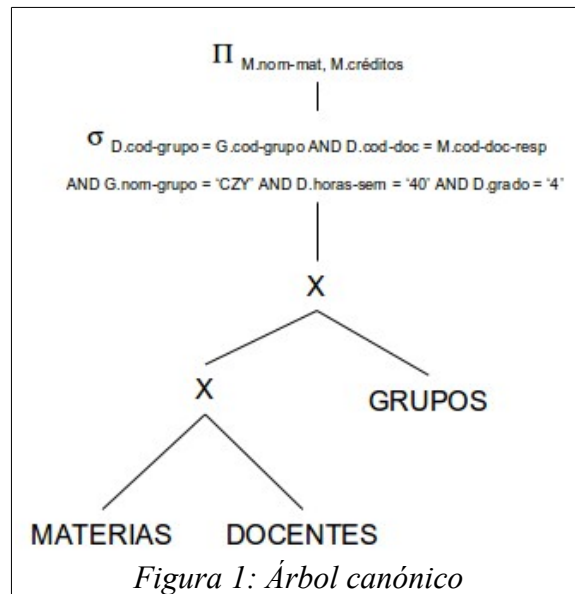 Π M.nom-mat, M.créditos
σ D.cod-grupo = G.cod-grupo AND D.cod-doc = M.cod-doc-resp
AND G.nom-grupo = “CZY” AND D.horas-sem = “40” AND D.grado = “4”
X
X
GRUPOS
MATERIAS DOCENTES
Figura 1: Árbol canónico